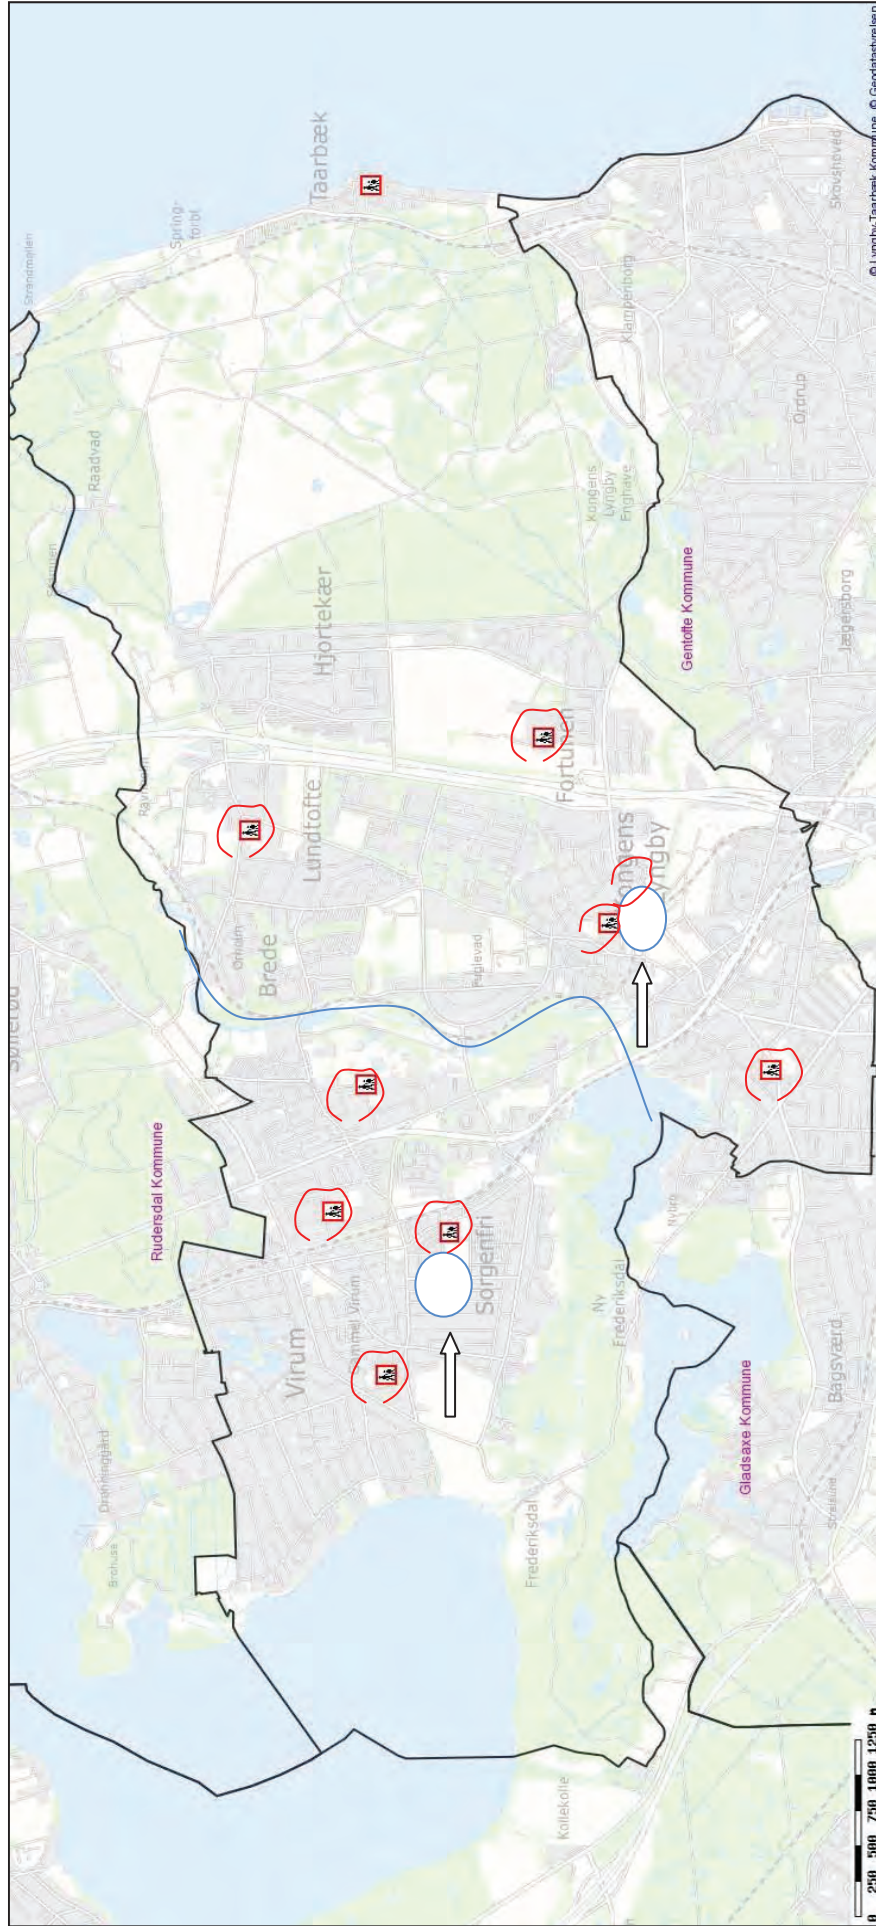 Søllerød
Rudersdal Kommune
Strandmøllen
Spring-
forbi
Taarbæk
Raadvad
Hjortekær
Lundtofte
Brede
Ørholm
Fuglevad
Fortunen
Kongens
Lyngby
Kongens
Lyngby
Enghave
Klampenborg
Skovshoved
Ordrup
Jægersborg
Gentofte Kommune
Virum
Gammel Virum
Sorgenfri
Dronninggård
Frederiksdal
Ny
Frederiksdal
Nybro
Bagsværd
Gladsaxe Kommune
Kollekolle
0 250 500 750 1000 1250 m
© Lyngby-Taarbæk Kommune, © Geodatastyrelsen